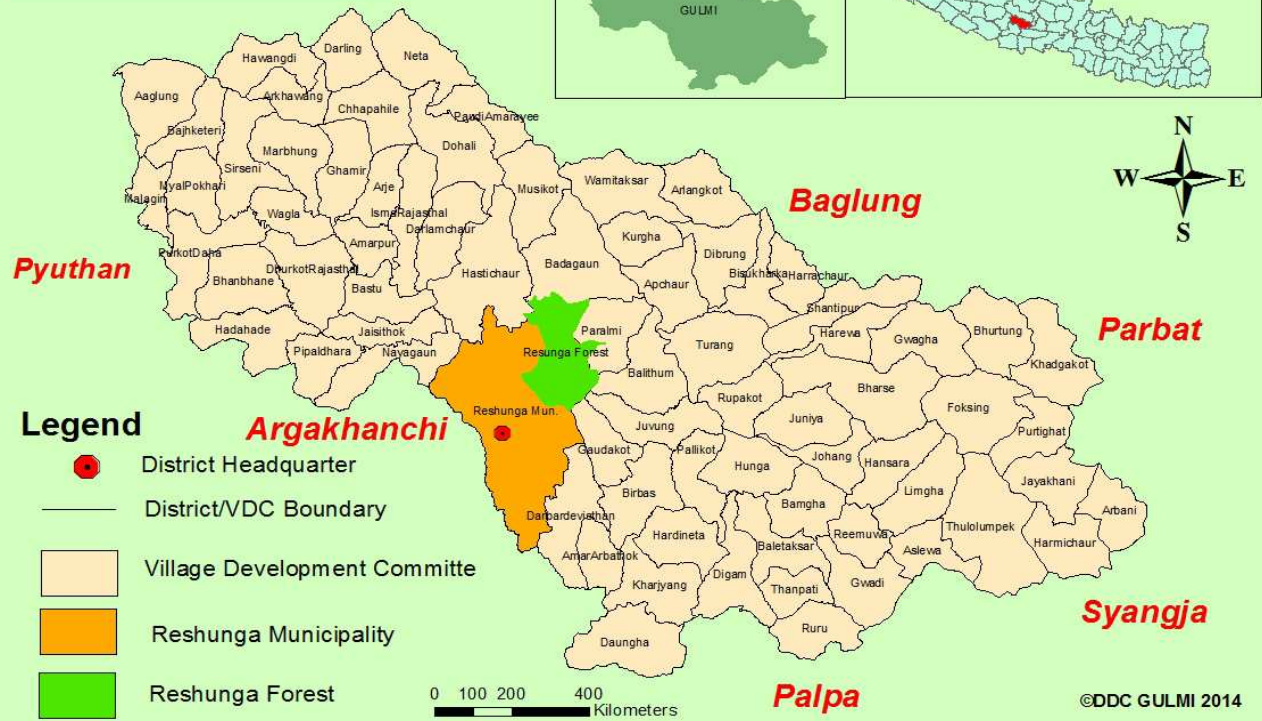 GULMI
Darling
Neta
Hawangdi
Aaglung
Arkhawang
Chhapahile
PaudiAmarayee
Bajhketeri
Dohali
Marbhung
Sirseni
Ghamir
MyalPokhari
Arje
Musikot
Wamitaksar
Arlangkot
Malagiri
Wagla
IsmaRajasthal
Darlamchaur
Baglung
N
W
E
S
Kurgha
Amarpur
PurkotDaha
Dibrung
Pyuthan
DhurkotRajasthal
Hastichaur
Badagaun
Bisukharka
Harrachaur
Bhanbhane
Bastu
Apchaur
Shantipur
Hadahade
Jaisithok
Paralmi
Harewa
Gwagha
Bhurtung
Parbat
Pipaldhara
Nayagaun
Resunga Forest
Turang
Khadgakot
Balithum
Bharse
Rupakot
Foksing
Reshunga Mun.
Juvung
Juniya
Purtighat
Argakhanchi
Gaudakot
Pallikot
Hunga
Johang
Hansara
Jayakhani
Birbas
Limgha
Bamgha
Arbani
Darbardevisthan
Hardineta
Reemuwa
Thulolumpek
Harmichaur
AmarArbathok
Baletaksar
Aslewa
Kharjyang
Digam
Thanpati
Gwadi
Syangja
Daungha
Ruru
Palpa
Legend
District Headquarter
District/VDC Boundary
Village Development Committe
Reshunga Municipality
Reshunga Forest
0 100 200 400
Kilometers
©DDC GULMI 2014